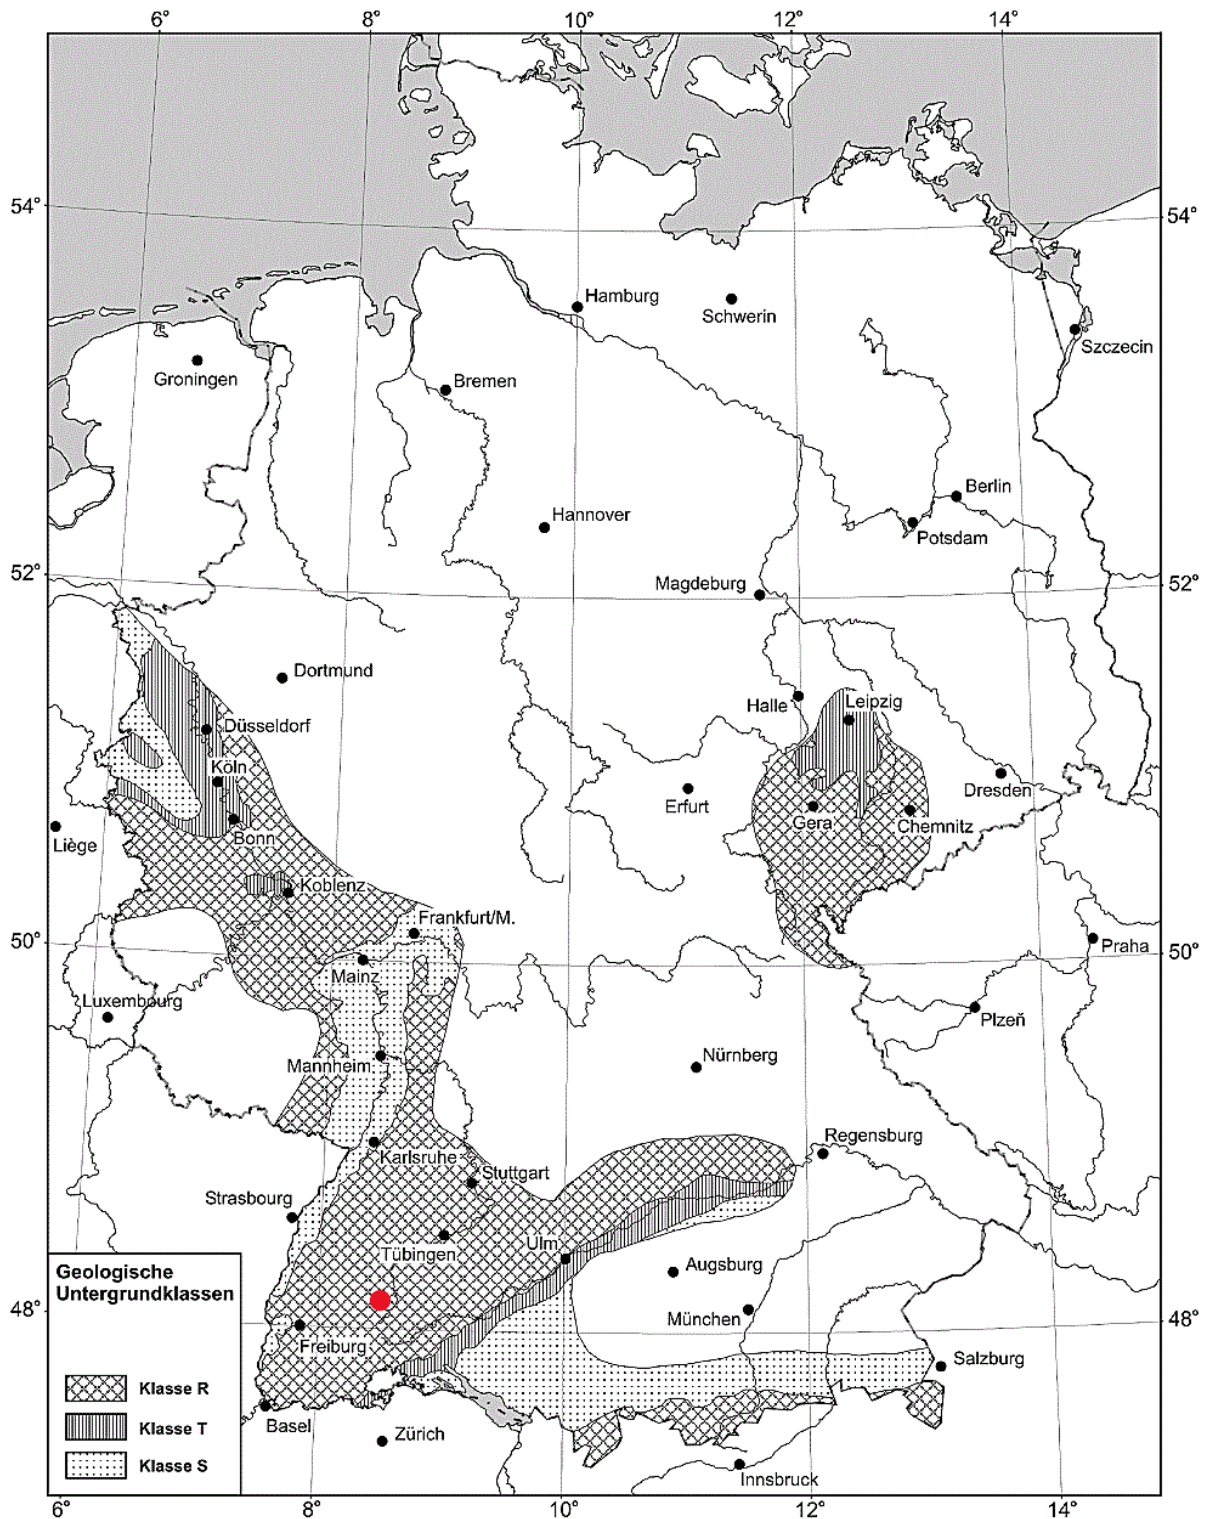 6° 8° 10° 12° 14°
54° 54°
Hamburg
Schwerin
Szczecin
Groningen
Bremen
Berlin
Hannover
Potsdam
52° 52°
Magdeburg
Dortmund
Halle
Leipzig
Düsseldorf
Köln
Dresden
Erfurt
Gera
Chemnitz
Liège
Bonn
Koblenz
Frankfurt/M.
50° 50°
Praha
Mainz
Luxembourg
Plzeň
Nürnberg
Mannheim
Regensburg
Karlsruhe
Stuttgart
Strasbourg
Tübingen
Ulm
Augsburg
48° 48°
München
Freiburg
Salzburg
Basel
Zürich
Innsbruck
Geologische
Untergrundklassen
Klasse R
Klasse T
Klasse S
6° 8° 10° 12° 14°